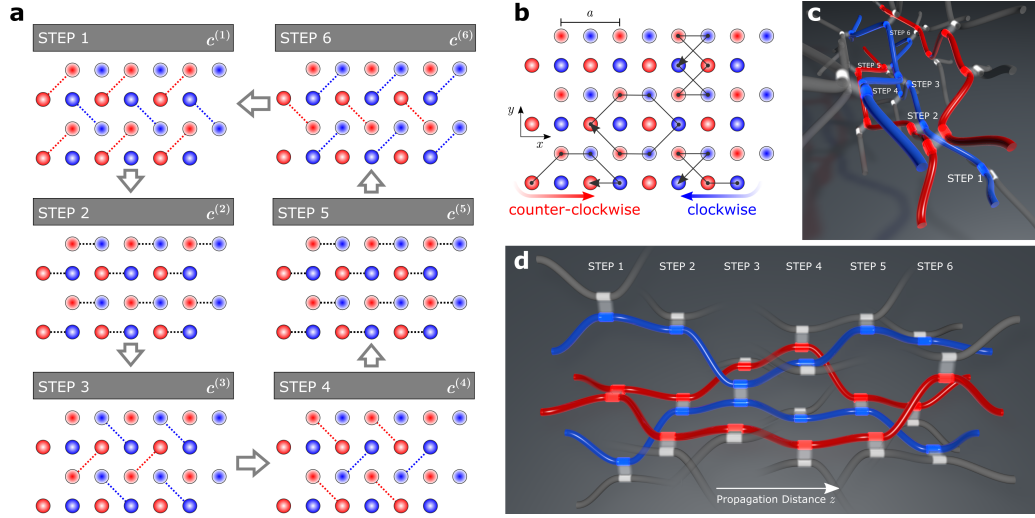 a
STEP 1 c^(1)
STEP 6 c^(6)
STEP 2 c^(2)
STEP 5 c^(5)
STEP 3 c^(3)
STEP 4 c^(4)
b
a
y
x
counter-clockwise
clockwise
c
STEP 6
STEP 5
STEP 4
STEP 3
STEP 2
STEP 1
d
STEP 1 STEP 2 STEP 3 STEP 4 STEP 5 STEP 6
Propagation Distance z